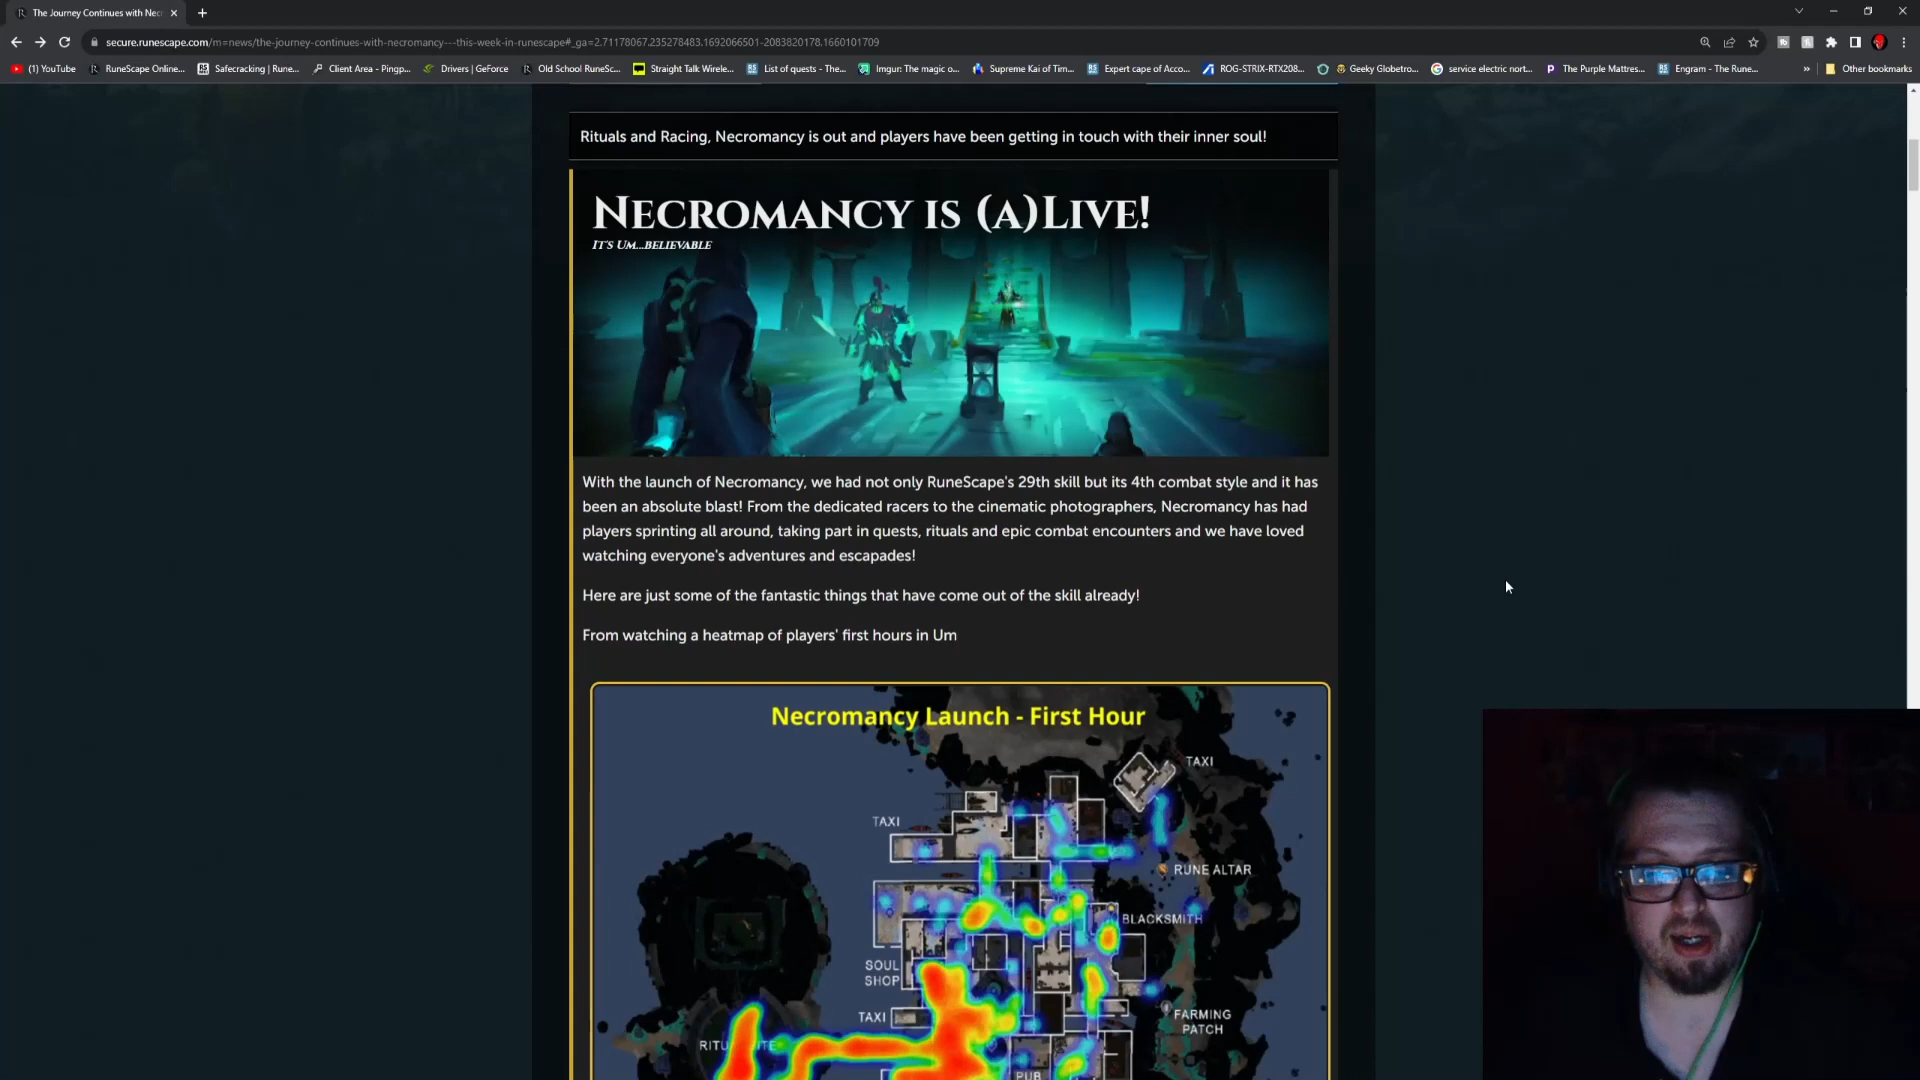 The Journey Continues with Necr
secure.runescape.com/m=news/the-journey-continues-with-necromancy---this-week-in-runescape#_ga=2.71178067.235278483.1692066501-2083820178.1660101709
(1) YouTube
RuneScape Online...
Safecracking | Rune...
Client Area - Pingp...
Drivers | GeForce
Old School RuneSc...
Straight Talk Wirele...
List of quests - The...
Imgur: The magic o...
Supreme Kai of Tim...
Expert cape of Acco...
ROG-STRIX-RTX208...
Geeky Globetro...
service electric nort...
The Purple Mattres...
Engram - The Rune...
»
Other bookmarks
Rituals and Racing, Necromancy is out and players have been getting in touch with their inner soul!
Necromancy is (a)Live!
It's Um...believable
With the launch of Necromancy, we had not only RuneScape's 29th skill but its 4th combat style and it has
been an absolute blast! From the dedicated racers to the cinematic photographers, Necromancy has had
players sprinting all around, taking part in quests, rituals and epic combat encounters and we have loved
watching everyone's adventures and escapades!
Here are just some of the fantastic things that have come out of the skill already!
From watching a heatmap of players' first hours in Um
Necromancy Launch - First Hour
TAXI
TAXI
RUNE ALTAR
BLACKSMITH
SOUL
SHOP
TAXI
FARMING
PATCH
PUB